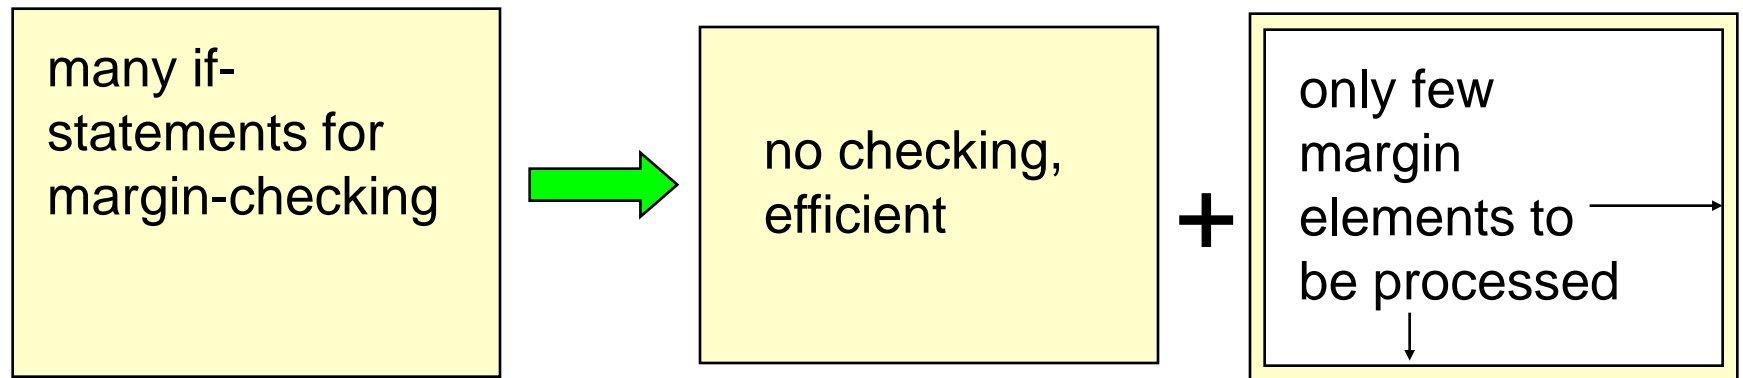 many if-
statements for
margin-checking
no checking,
efficient
+
only few
margin
elements to
be processed